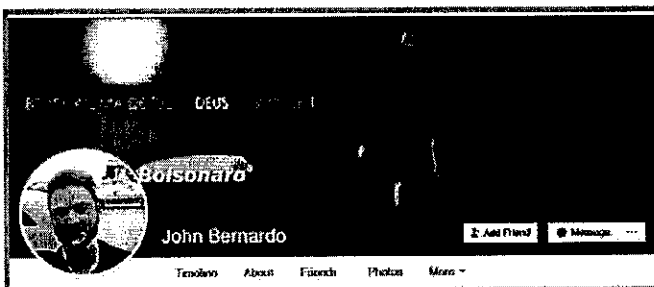 DEUS
Bolsonaro
John Bernardo
Add Friend Message ...
Timeline About Friends Photos More